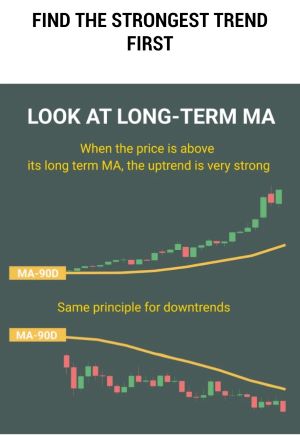 FIND THE STRONGEST TREND
FIRST
LOOK AT LONG-TERM MA
When the price is above
its long term MA, the uptrend is very strong
MA-90D
Same principle for downtrends
MA-90D